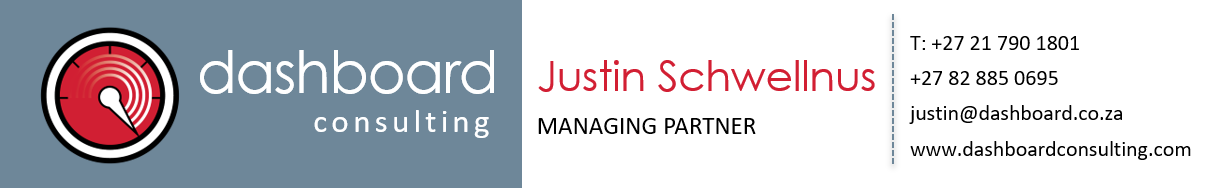 dashboard
consulting
Justin Schwellnus
MANAGING PARTNER
T: +27 21 790 1801
+27 82 885 0695
justin@dashboard.co.za
www.dashboardconsulting.com